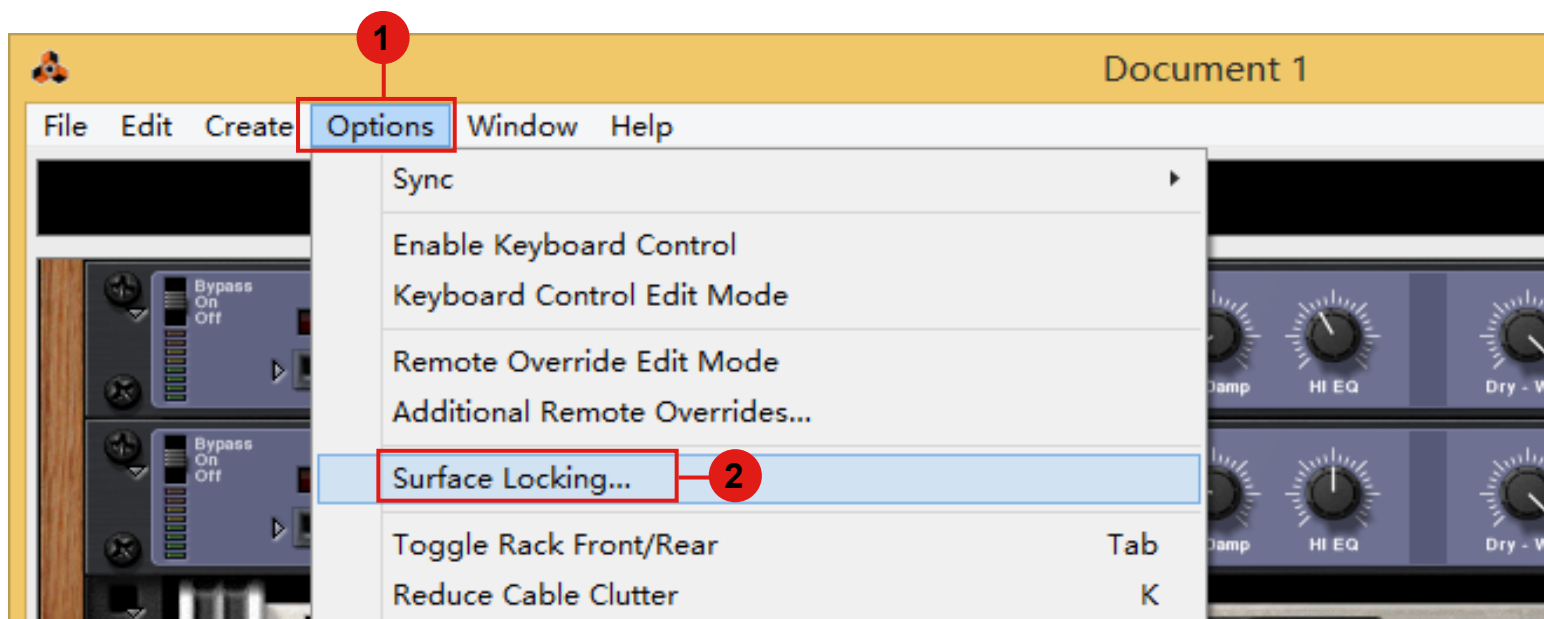 1
Document 1
File Edit Create Options Window Help
Sync
Enable Keyboard Control
Keyboard Control Edit Mode
Remote Override Edit Mode
Additional Remote Overrides...
Surface Locking... 2
Toggle Rack Front/Rear Tab
Reduce Cable Clutter K
Bypass
On
Off
Damp HI EQ Dry - W
Bypass
On
Off
Damp HI EQ Dry - W